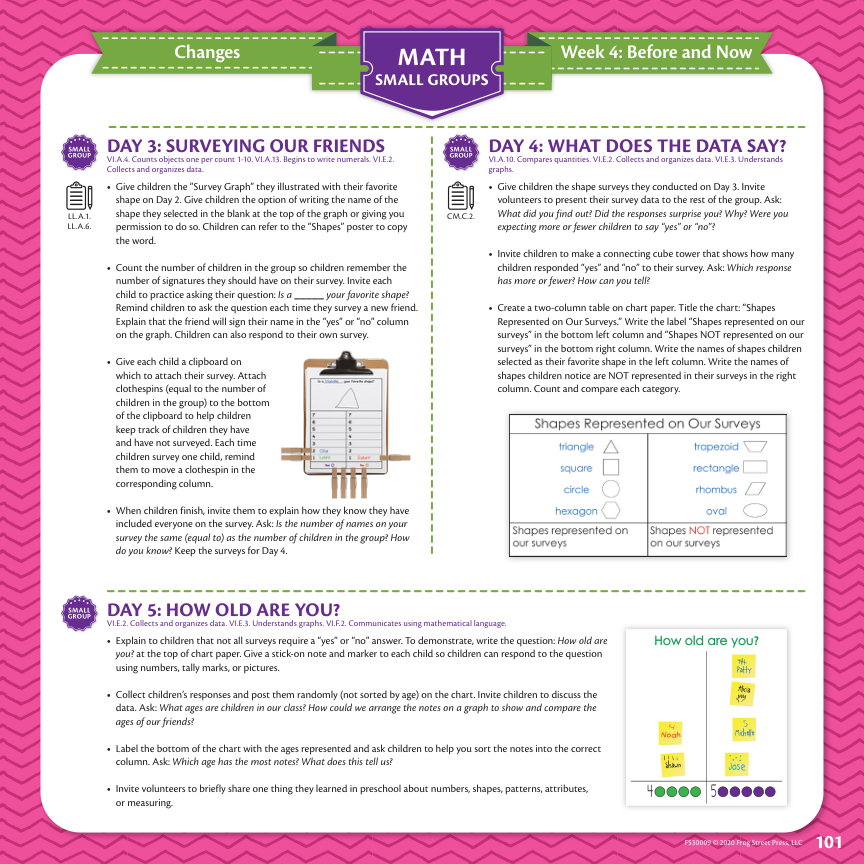 Changes
MATH
SMALL GROUPS
Week 4: Before and Now
SMALL
GROUP
DAY 3: SURVEYING OUR FRIENDS
VI.A.4. Counts objects one per count 1-10. VI.A.13. Begins to write numerals. VI.E.2.
Collects and organizes data.
LL.A.1.
LL.A.6.
• Give children the "Survey Graph" they illustrated with their favorite
shape on Day 2. Give children the option of writing the name of the
shape they selected in the blank at the top of the graph or giving you
permission to do so. Children can refer to the "Shapes" poster to copy
the word.
• Count the number of children in the group so children remember the
number of signatures they should have on their survey. Invite each
child to practice asking their question: Is a ______ your favorite shape?
Remind children to ask the question each time they survey a new friend.
Explain that the friend will sign their name in the "yes" or "no" column
on the graph. Children can also respond to their own survey.
• Give each child a clipboard on
which to attach their survey. Attach
clothespins (equal to the number of
children in the group) to the bottom
of the clipboard to help children
keep track of children they have
and have not surveyed. Each time
children survey one child, remind
them to move a clothespin to the
corresponding column.
• When children finish, invite them to explain how they know they have
included everyone on the survey. Ask: Is the number of names on your
survey the same (equal to) as the number of children in the group? How
do you know? Keep the surveys for Day 4.
SMALL
GROUP
DAY 4: WHAT DOES THE DATA SAY?
VI.A.10. Compares quantities. VI.E.2. Collects and organizes data. VI.E.3. Understands
graphs.
CM.C.2.
• Give children the shape surveys they conducted on Day 3. Invite
volunteers to present their survey data to the rest of the group. Ask:
What did you find out? Did the responses surprise you? Why? Were you
expecting more or fewer children to say "yes" or "no"?
• Invite children to make a connecting cube tower that shows how many
children responded "yes" and "no" to their survey. Ask: Which response
has more or fewer? How can you tell?
• Create a two-column table on chart paper. Title the chart: "Shapes
Represented on Our Surveys." Write the label "Shapes represented on our
surveys" in the bottom left column and "Shapes NOT represented on our
surveys" in the bottom right column. Write the names of shapes children
selected as their favorite shape in the left column. Write the names of
shapes children notice are NOT represented in their surveys in the right
column. Count and compare each category.
Shapes Represented on Our Surveys
triangle trapezoid
square rectangle
circle rhombus
hexagon oval
Shapes represented on
our surveys
Shapes NOT represented
on our surveys
SMALL
GROUP
DAY 5: HOW OLD ARE YOU?
VI.E.2. Collects and organizes data. VI.E.3. Understands graphs. VI.F.2. Communicates using mathematical language.
• Explain to children that not all surveys require a "yes" or "no" answer. To demonstrate, write the question: How old are
you? at the top of chart paper. Give a stick-on note and marker to each child so children can respond to the question
using numbers, tally marks, or pictures.
• Collect children's responses and post them randomly (not sorted by age) on the chart. Invite children to discuss the
data. Ask: What ages are children in our class? How could we arrange the notes on a graph to show and compare the
ages of our friends?
• Label the bottom of the chart with the ages represented and ask children to help you sort the notes into the correct
column. Ask: Which age has the most notes? What does this tell us?
• Invite volunteers to briefly share one thing they learned in preschool about numbers, shapes, patterns, attributes,
or measuring.
How old are you?
Patty
Alicia
5
Michelle
4
Noah
Shawn
Jose
4
5
FS30009 © 2020 Frog Street Press, LLC
101